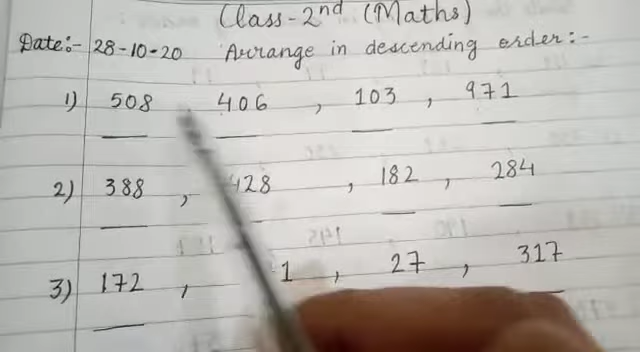 Class-2nd (Maths)
Date:- 28-10-20 Arrange in descending order:-
1) 508 406 , 103 , 971
2) 388 , 428 , 182 , 284
3) 172 , 1 , 27 , 317